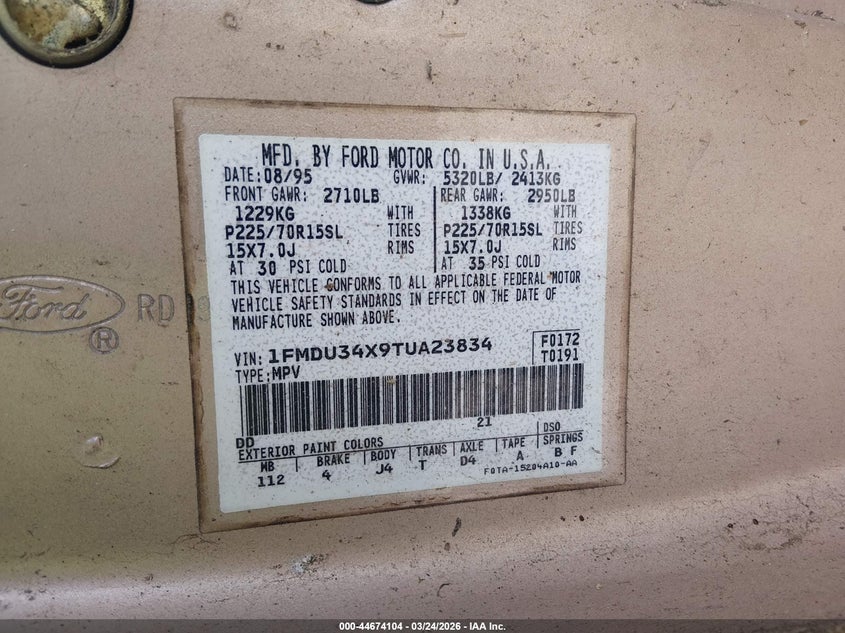 MFD. BY FORD MOTOR CO. IN U.S.A.
DATE: 08/95 GVWR: 5320LB/ 2413KG
FRONT GAWR: 2710LB REAR GAWR: 2950LB
1229KG WITH 1338KG WITH
P225/70R15SL TIRES P225/70R15SL TIRES
15X7.0J RIMS 15X7.0J RIMS
AT 30 PSI COLD AT 35 PSI COLD
THIS VEHICLE CONFORMS TO ALL APPLICABLE FEDERAL MOTOR
VEHICLE SAFETY STANDARDS IN EFFECT ON THE DATE OF
MANUFACTURE SHOWN ABOVE.
Ford ® RD
VIN: 1FMDU34X9TUA23834 F0172
TYPE: MPV T0191
21
DD DSO
EXTERIOR PAINT COLORS BRAKE BODY TRANS AXLE TAPE SPRINGS
MB 4 J4 T D4 A B F
112 F0TA-15204A10-AA
000-44674104 - 03/24/2026 - IAA Inc.